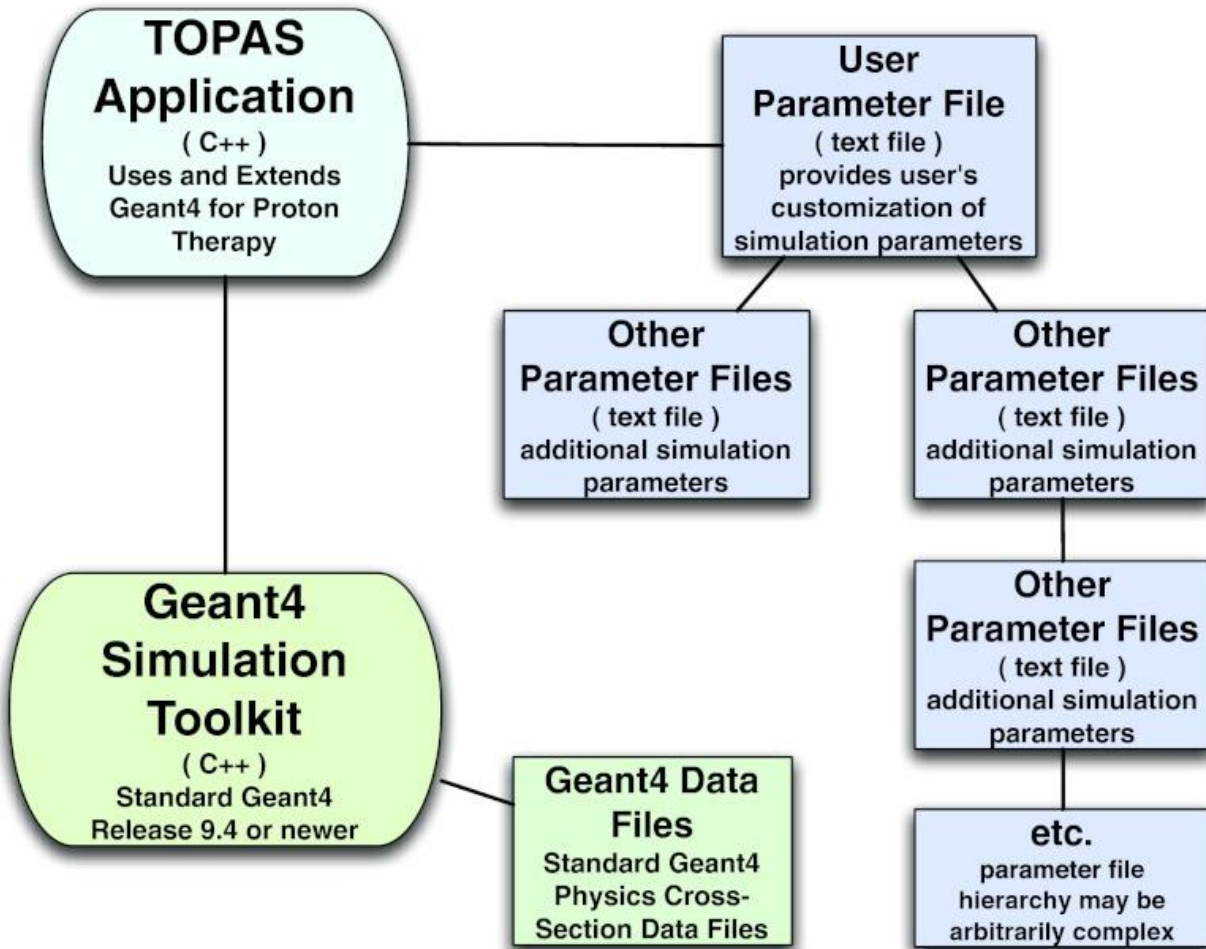 TOPAS
Application
( C++ )
Uses and Extends
Geant4 for Proton
Therapy
User
Parameter File
( text file )
provides user's
customization of
simulation parameters
Other
Parameter Files
( text file )
additional simulation
parameters
Other
Parameter Files
( text file )
additional simulation
parameters
Geant4
Simulation
Toolkit
( C++ )
Standard Geant4
Release 9.4 or newer
Other
Parameter Files
( text file )
additional simulation
parameters
Geant4 Data
Files
Standard Geant4
Physics Cross-
Section Data Files
etc.
parameter file
hierarchy may be
arbitrarily complex